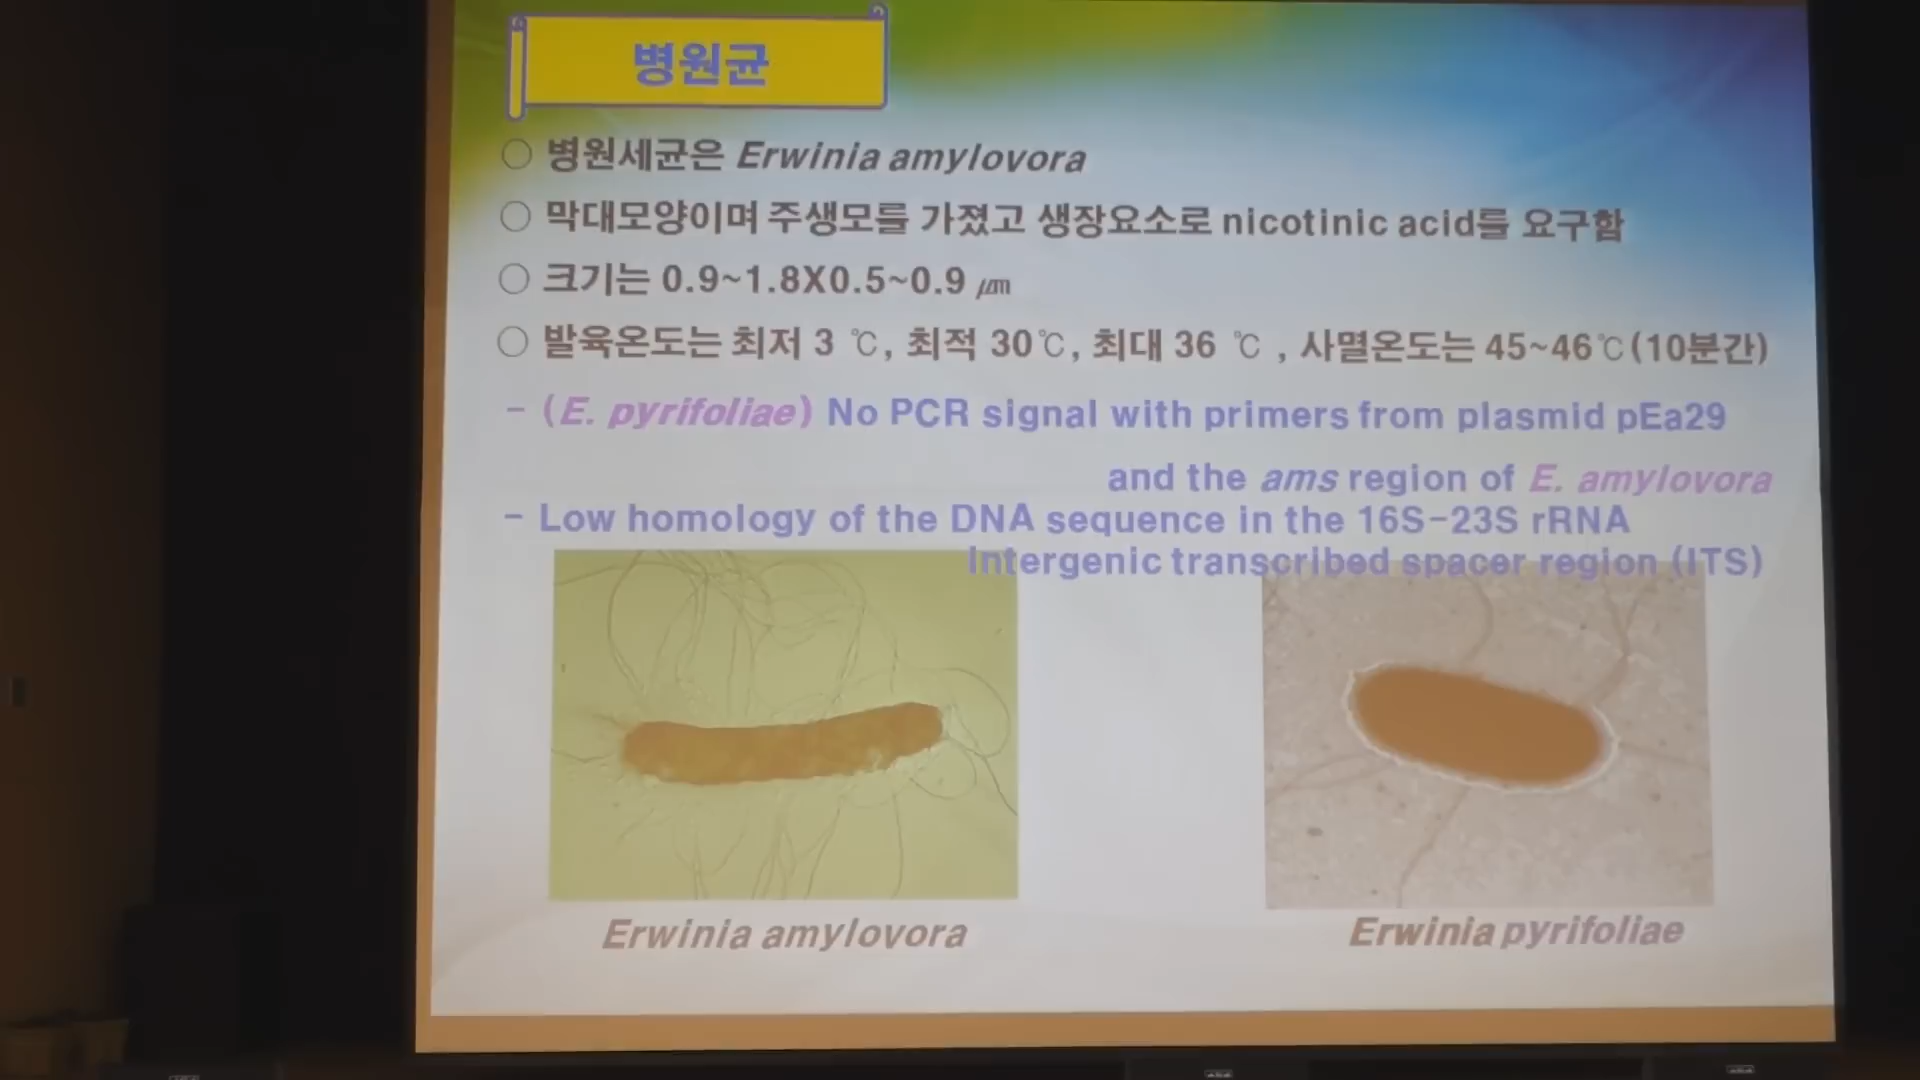 병원균
○ 병원세균은 Erwinia amylovora
○ 막대모양이며 주생모를 가졌고 생장요소로 nicotinic acid를 요구함
○ 크기는 0.9~1.8X0.5~0.9 ㎛
○ 발육온도는 최저 3 ℃, 최적 30℃, 최대 36 ℃ , 사멸온도는 45~46℃(10분간)
- (E. pyrifoliae) No PCR signal with primers from plasmid pEa29
and the ams region of E. amylovora
- Low homology of the DNA sequence in the 16S-23S rRNA
Intergenic transcribed spacer region (ITS)
Erwinia amylovora
Erwinia pyrifoliae